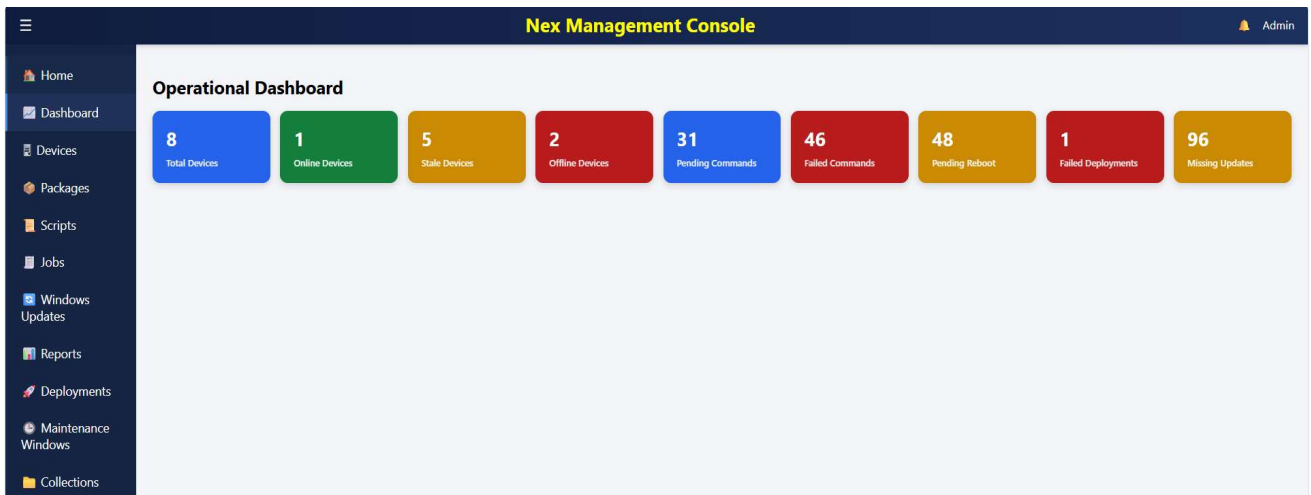 ☰
Nex Management Console
Admin
Home
Dashboard
Devices
Packages
Scripts
Jobs
Windows
Updates
Reports
Deployments
Maintenance
Windows
Collections
Operational Dashboard
8
Total Devices
1
Online Devices
5
Stale Devices
2
Offline Devices
31
Pending Commands
46
Failed Commands
48
Pending Reboot
1
Failed Deployments
96
Missing Updates